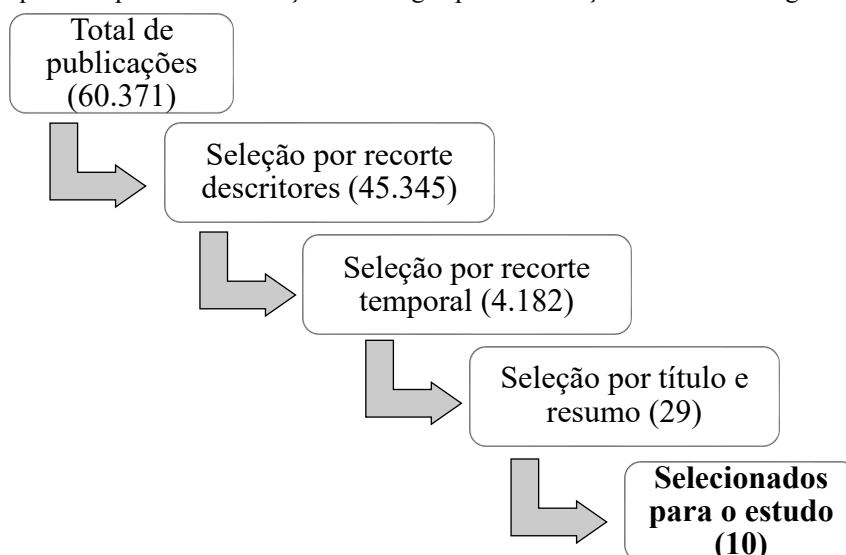 Total de
publicações
(60.371)
Seleção por recorte
descritores (45.345)
Seleção por recorte
temporal (4.182)
Seleção por título e
resumo (29)
Selecionados
para o estudo
(10)